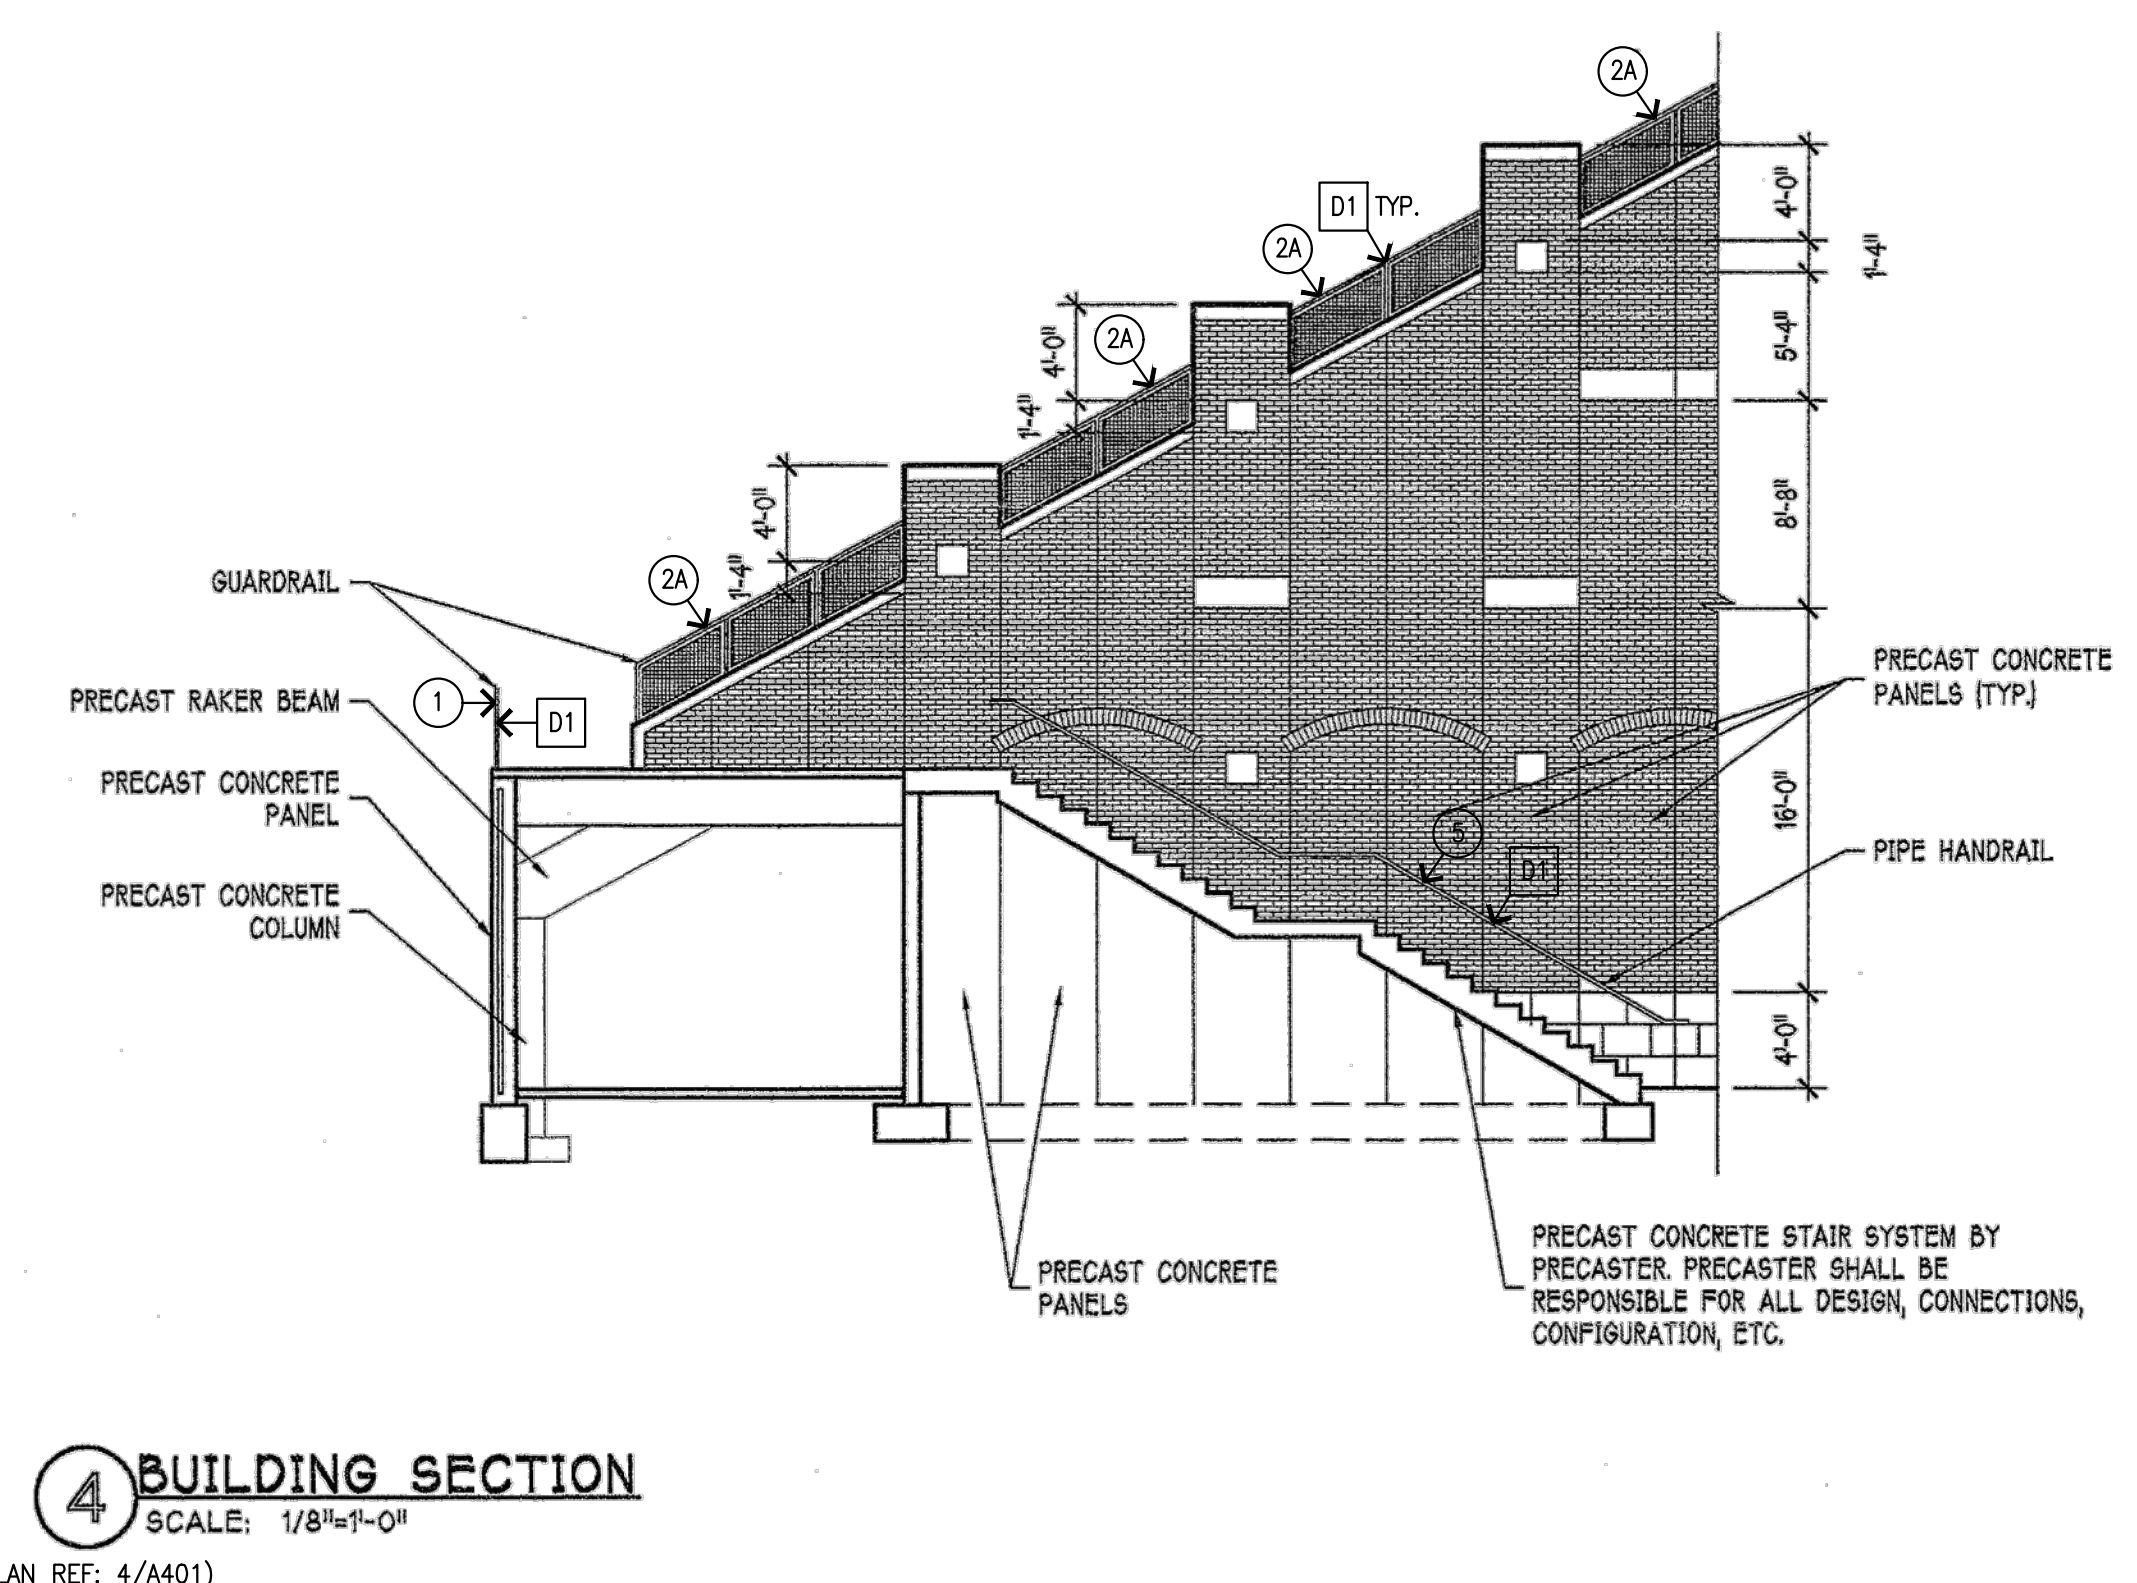 2A
4'-0"
D1 TYP.
2A
1'-4"
4'-0"
2A
5'-4"
1'-4"
4'-0"
8'-8"
1'-4"
GUARDRAIL
2A
PRECAST CONCRETE
PANELS (TYP.)
1
PRECAST RAKER BEAM
D1
PRECAST CONCRETE
PANEL
16'-0"
5
PIPE HANDRAIL
D1
PRECAST CONCRETE
COLUMN
4'-0"
PRECAST CONCRETE
PANELS
PRECAST CONCRETE STAIR SYSTEM BY
PRECASTER. PRECASTER SHALL BE
RESPONSIBLE FOR ALL DESIGN, CONNECTIONS,
CONFIGURATION, ETC.
4 BUILDING SECTION
SCALE: 1/8"=1'-0"
LAN REF: 4/A401)